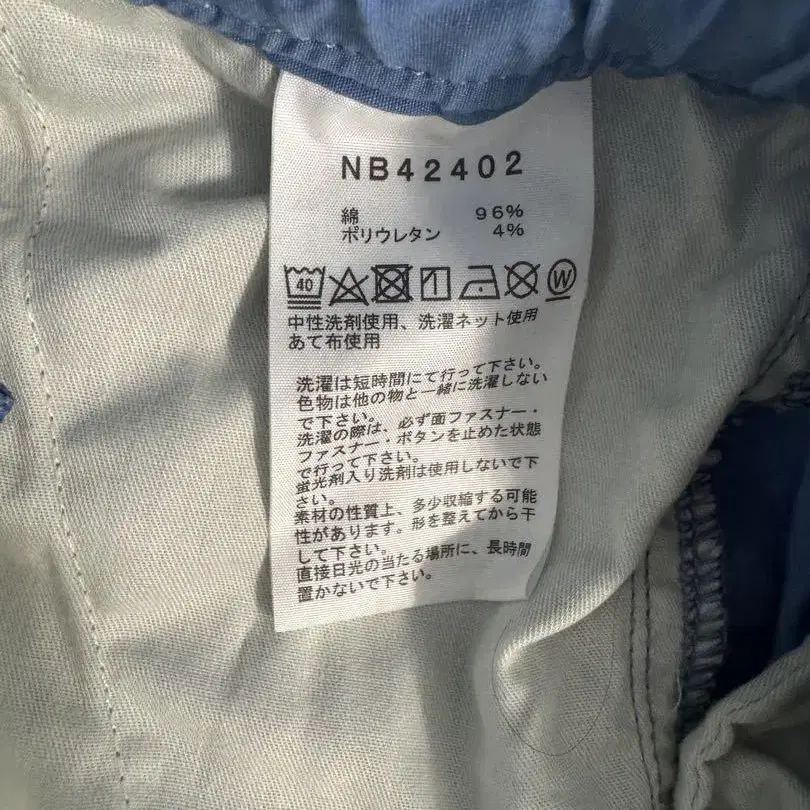 NB42402
綿 96%
ポリウレタン 4%
40
W
中性洗剤使用、洗濯ネット使用
あて布使用
洗濯は短時間にて行って下さい。
色物は他の物と一緒に洗濯しない
で下さい。
洗濯の際は、必ず面ファスナー・
ファスナー・ボタンを止めた状態
で行って下さい。
蛍光剤入り洗剤は使用しないで下
さい。
素材の性質上、多少収縮する可能
性があります。形を整えてから干
して下さい。
直接日光の当たる場所に、長時間
置かないで下さい。